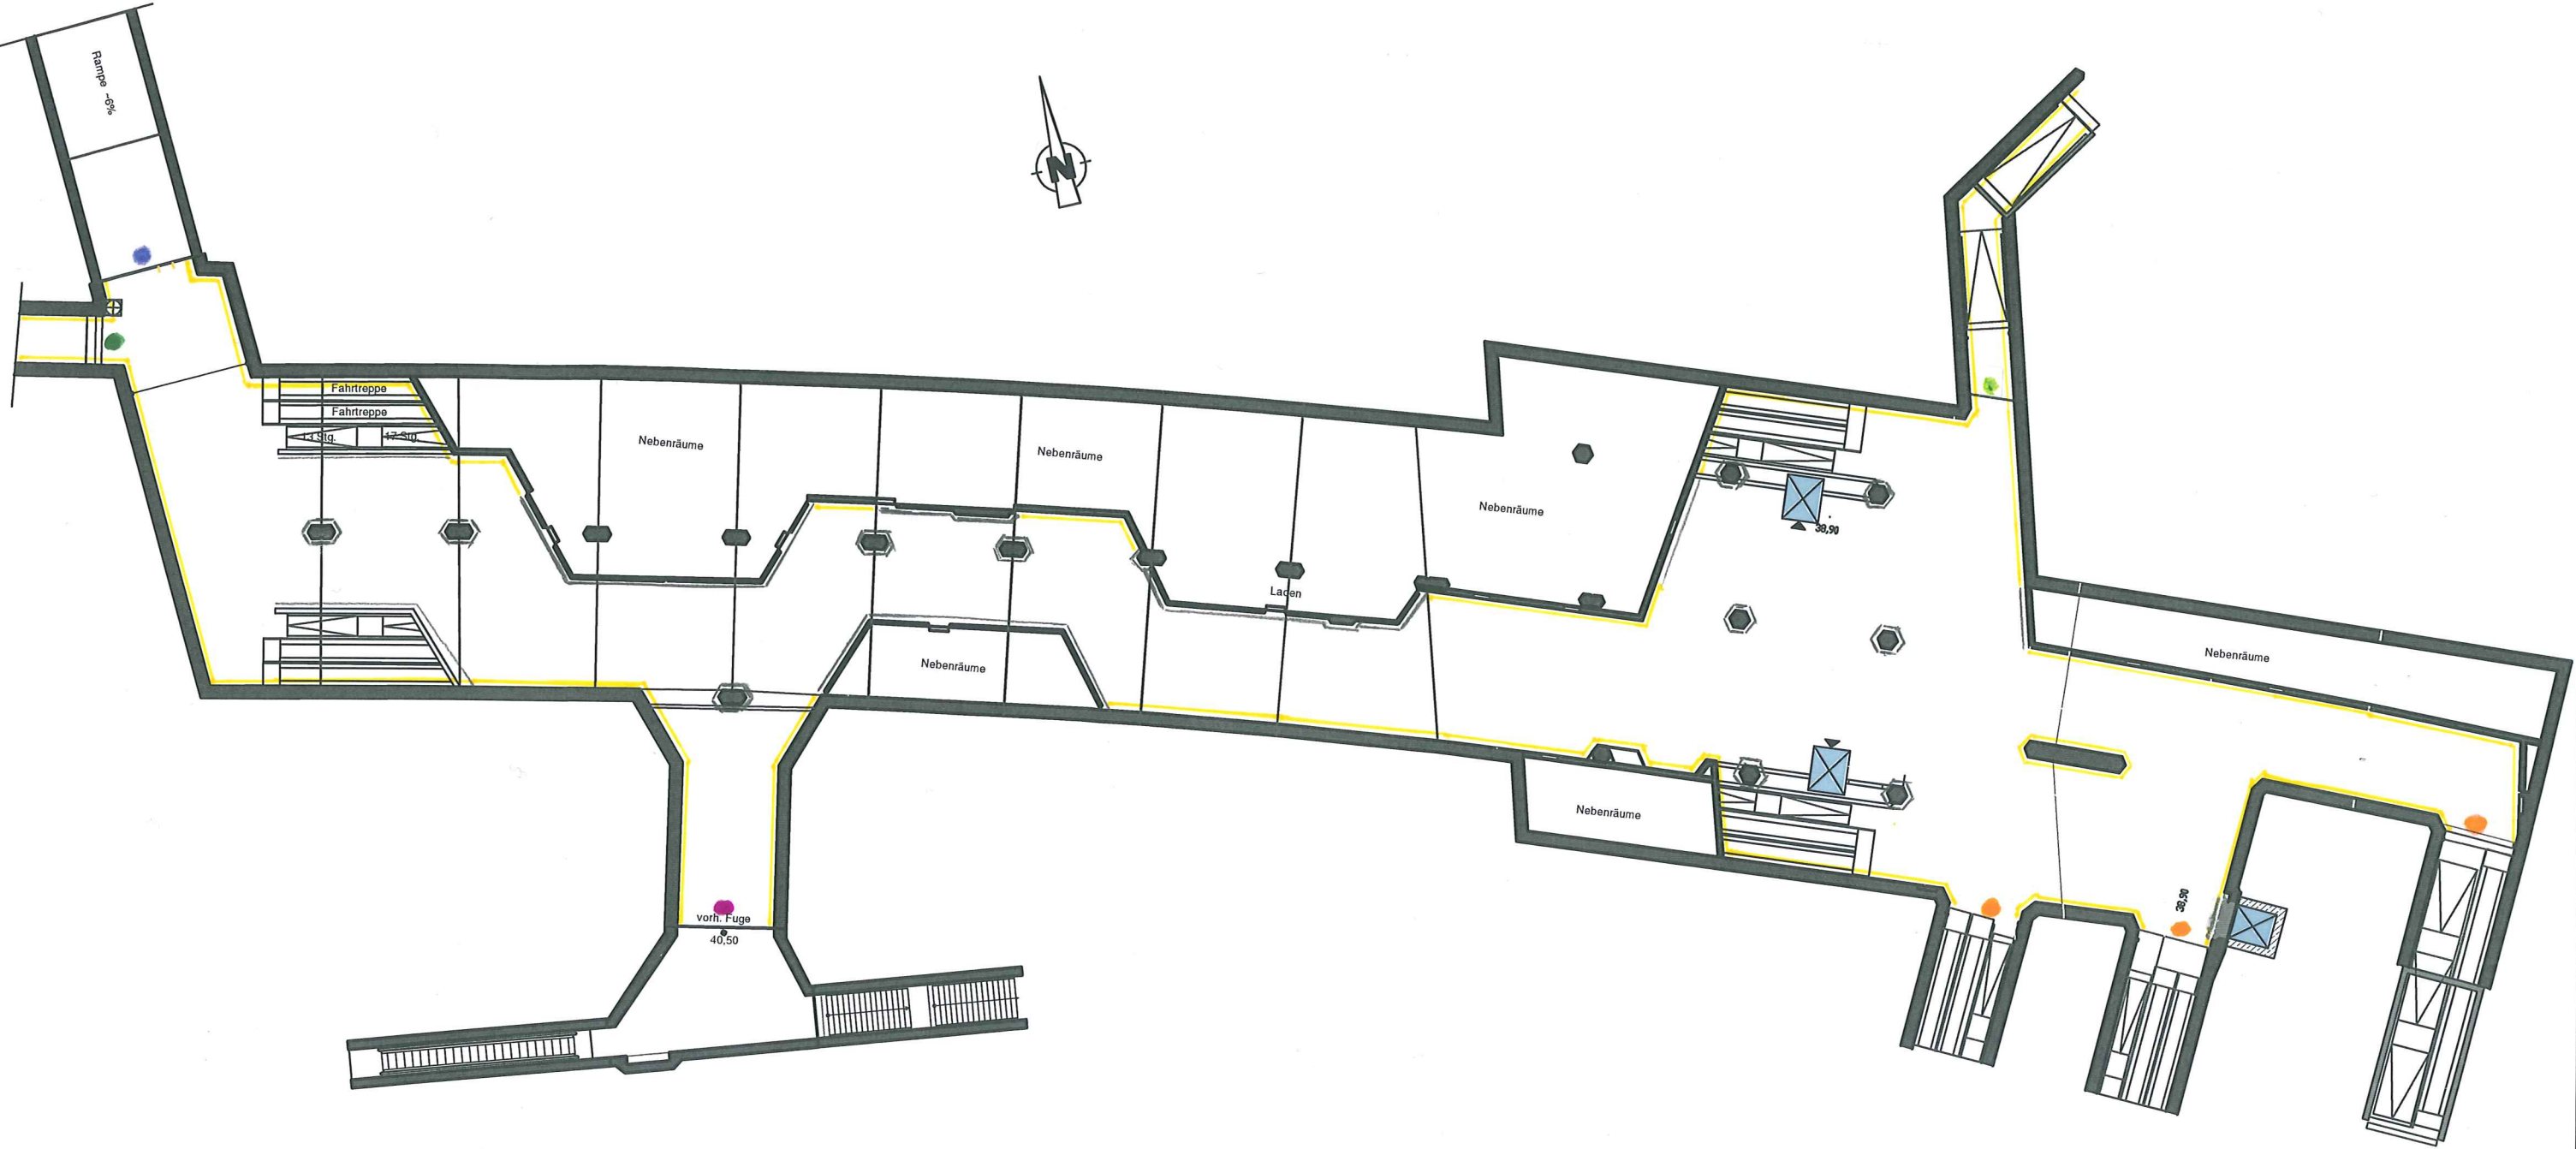 Rampe ~6%
N
Fahrtreppe
Fahrtreppe
13 Stg.
17 Stg.
Nebenräume
Nebenräume
Nebenräume
38,90
Laden
Nebenräume
Nebenräume
Nebenräume
38,90
vorh. Fuge
40,50